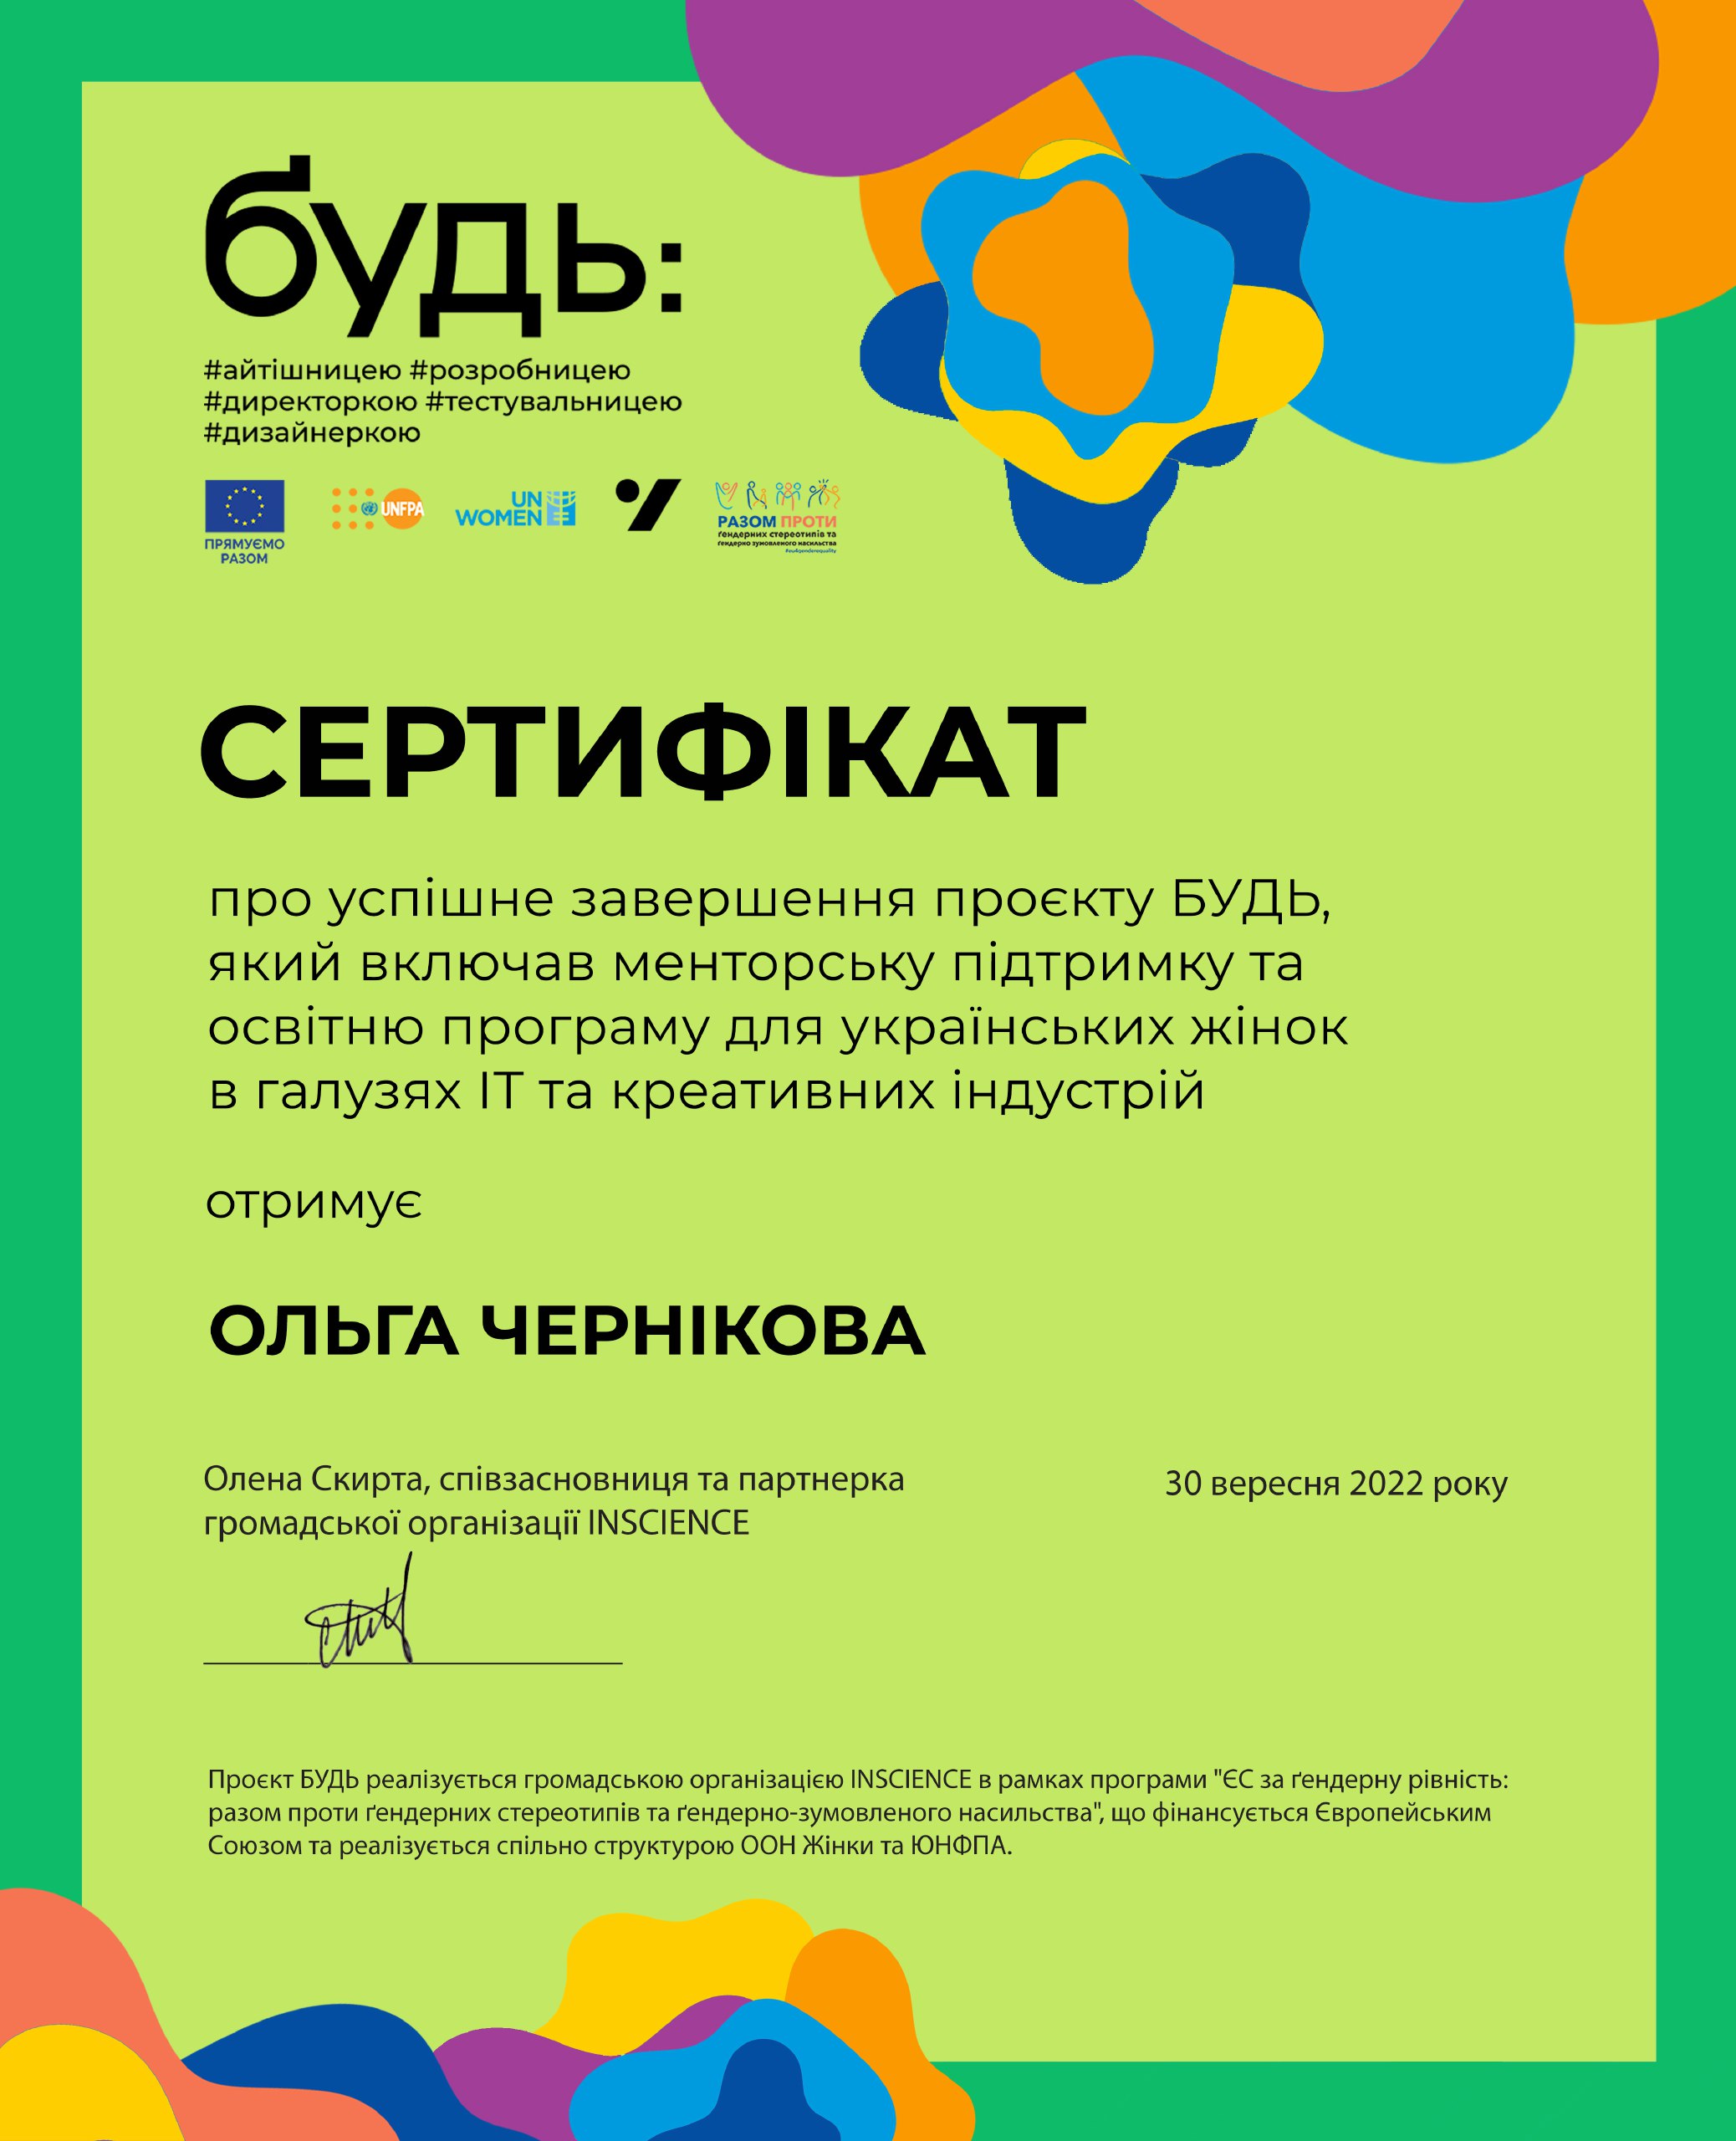 будь:
#айтішницею #розробницею
#директоркою #тестувальницею
#дизайнеркою
ПРЯМУЄМО
РАЗОМ
UNFPA
UN
WOMEN
РАЗОМ ПРОТИ
ґендерних стереотипів та
ґендерно зумовленого насильства
#eu4genderequality
СЕРТИФІКАТ
про успішне завершення проєкту БУДЬ,
який включав менторську підтримку та
освітню програму для українських жінок
в галузях ІТ та креативних індустрій
отримує
ОЛЬГА ЧЕРНІКОВА
Олена Скирта, співзасновниця та партнерка
громадської організації INSCIENCE
30 вересня 2022 року
Проєкт БУДЬ реалізується громадською організацією INSCIENCE в рамках програми "ЄС за ґендерну рівність:
разом проти ґендерних стереотипів та ґендерно-зумовленого насильства", що фінансується Європейським
Союзом та реалізується спільно структурою ООН Жінки та ЮНФПА.